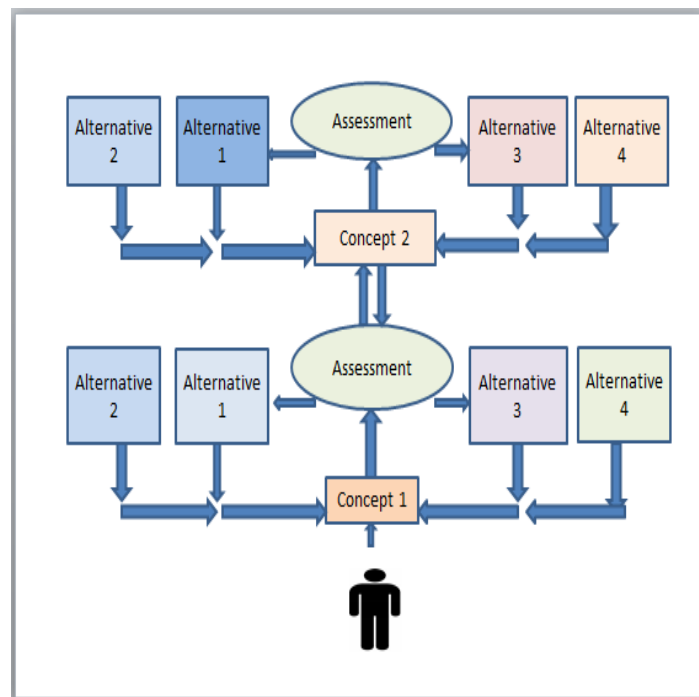 Assessment
Alternative
2
Alternative
1
Alternative
3
Alternative
4
Concept 2
Assessment
Alternative
2
Alternative
1
Alternative
3
Alternative
4
Concept 1